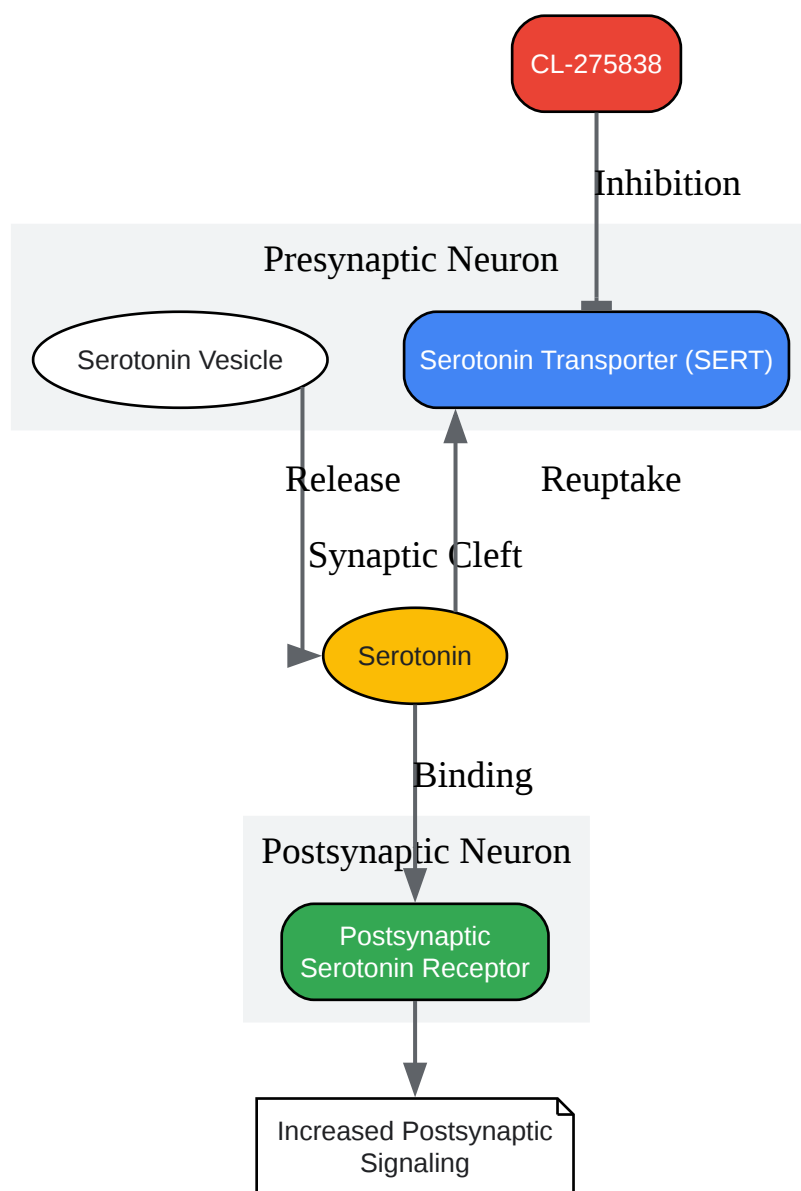 CL-275838
Inhibition
Presynaptic Neuron
Serotonin Vesicle
Serotonin Transporter (SERT)
Release
Reuptake
Synaptic Cleft
Serotonin
Binding
Postsynaptic Neuron
Postsynaptic
Serotonin Receptor
Increased Postsynaptic
Signaling